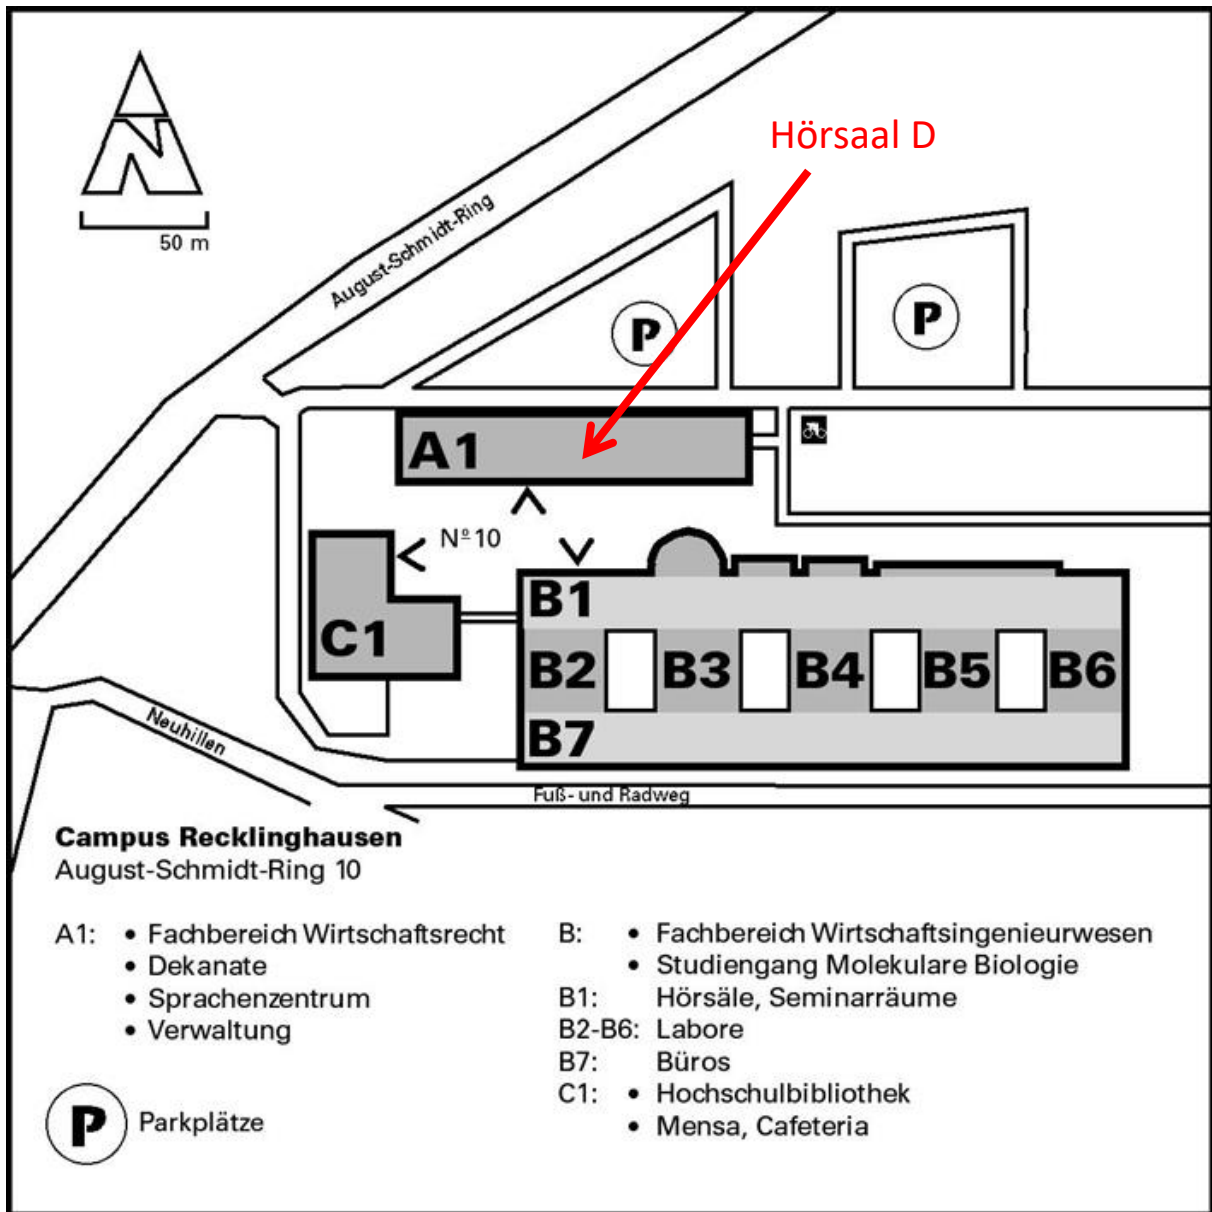 Hörsaal D
N
50 m
August-Schmidt-Ring
P
P
A1
Nº10
B1
C1
B2 B3 B4 B5 B6
B7
Neuhillen
Fuß- und Radweg
Campus Recklinghausen
August-Schmidt-Ring 10
A1: • Fachbereich Wirtschaftsrecht
• Dekanate
• Sprachenzentrum
• Verwaltung
B: • Fachbereich Wirtschaftsingenieurwesen
• Studiengang Molekulare Biologie
B1: Hörsäle, Seminarräume
B2-B6: Labore
B7: Büros
C1: • Hochschulbibliothek
• Mensa, Cafeteria
P Parkplätze